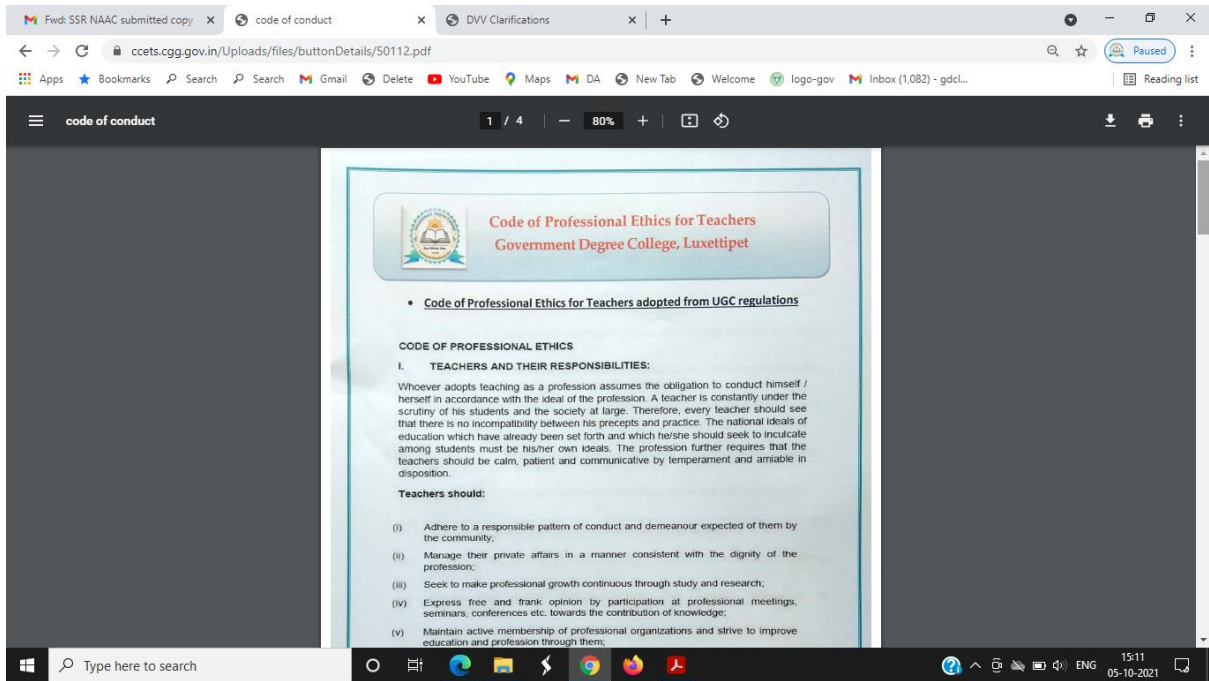 Fwd: SSR NAAC submitted copy -
code of conduct
DVV Clarifications
ccets.cgg.gov.in/Uploads/files/buttonDetails/50112.pdf
Paused
Apps
Bookmarks
Search
Search
Gmail
Delete
YouTube
Maps
DA
New Tab
Welcome
logo-gov
Inbox (1,082) - gdcl...
Reading list
code of conduct
1 / 4
80%
Code of Professional Ethics for Teachers
Government Degree College, Luxettipet
• Code of Professional Ethics for Teachers adopted from UGC regulations
CODE OF PROFESSIONAL ETHICS
I. TEACHERS AND THEIR RESPONSIBILITIES:
Whoever adopts teaching as a profession assumes the obligation to conduct himself /
herself in accordance with the ideal of the profession. A teacher is constantly under the
scrutiny of his students and the society at large. Therefore, every teacher should see
that there is no incompatibility between his precepts and practice. The national ideals of
education which have already been set forth and which he/she should seek to inculcate
among students must be his/her own ideals. The profession further requires that the
teachers should be calm, patient and communicative by temperament and amiable in
disposition.
Teachers should:
(i) Adhere to a responsible pattern of conduct and demeanour expected of them by
the community;
(ii) Manage their private affairs in a manner consistent with the dignity of the
profession;
(iii) Seek to make professional growth continuous through study and research;
(iv) Express free and frank opinion by participation at professional meetings,
seminars, conferences etc. towards the contribution of knowledge;
(v) Maintain active membership of professional organizations and strive to improve
education and profession through them;
Type here to search
ENG
15:11
05-10-2021